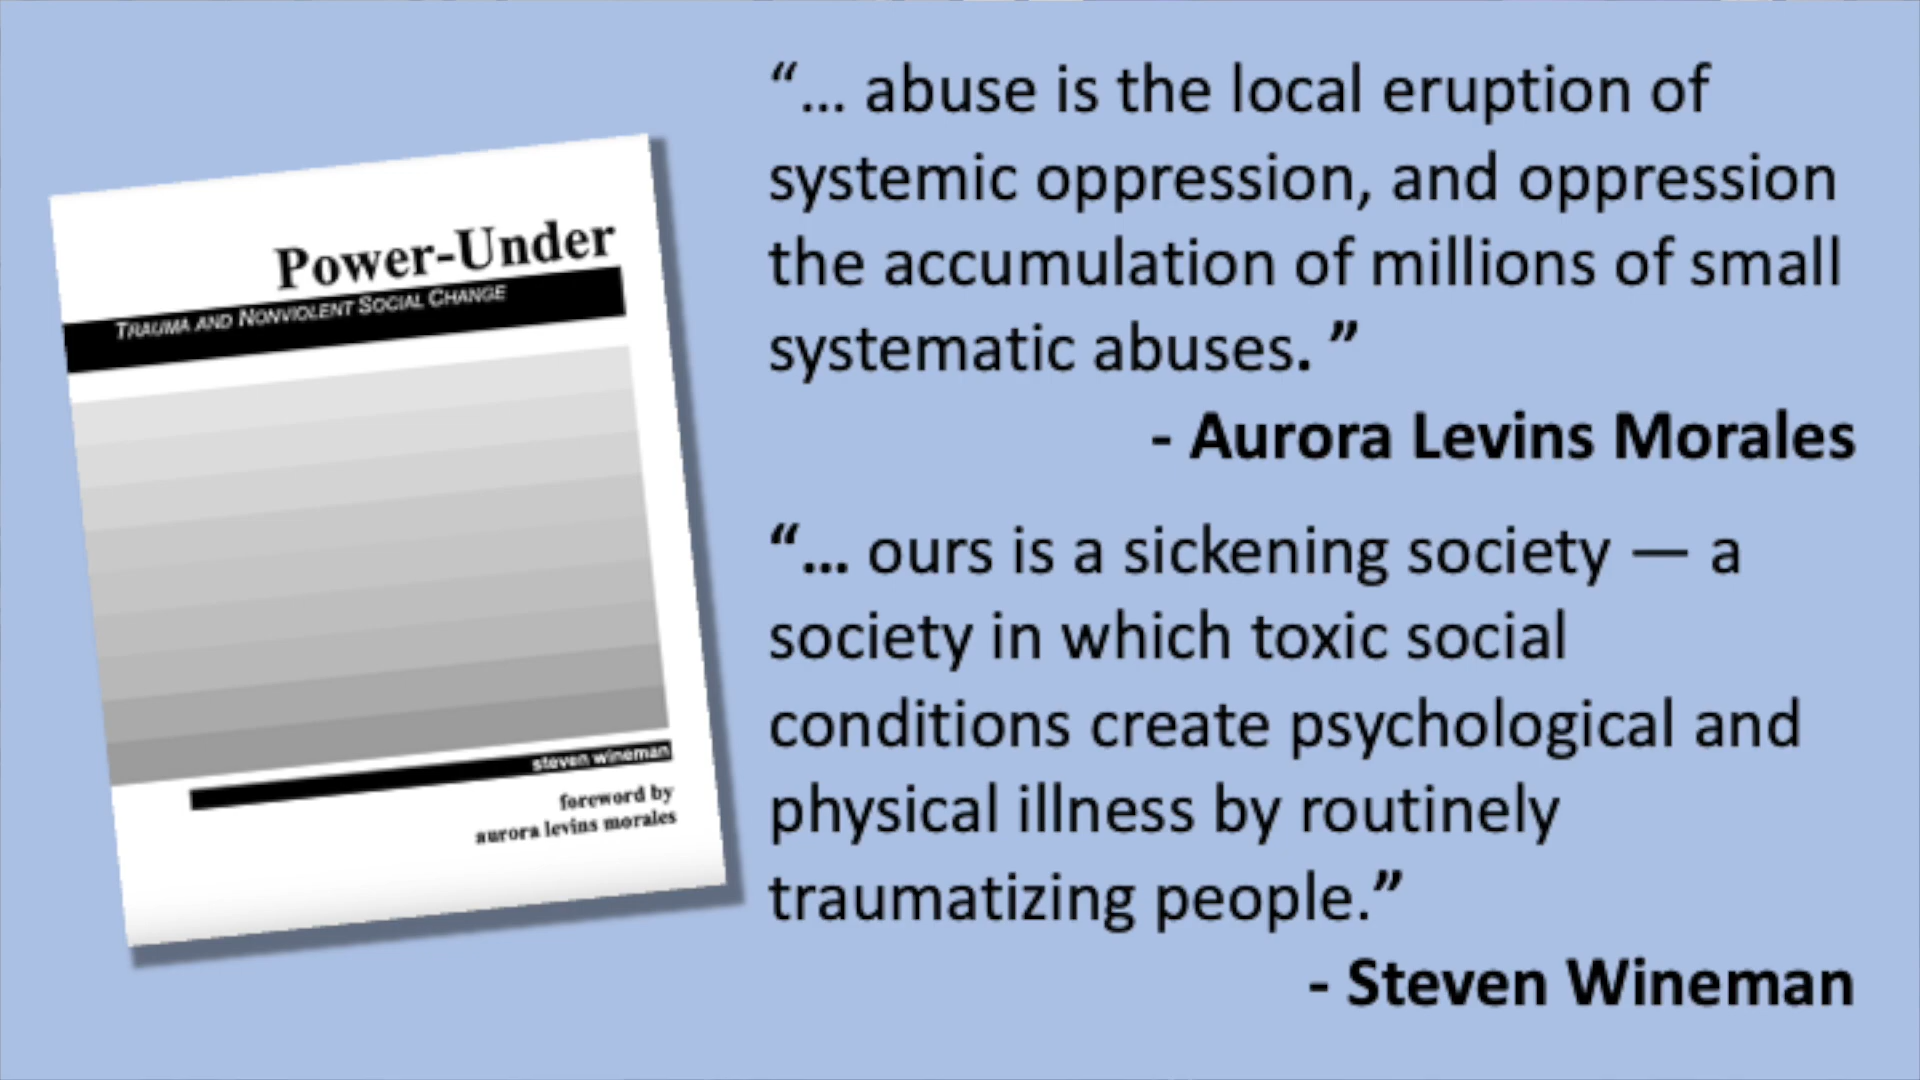 Power-Under
TRAUMA AND NONVIOLENT SOCIAL CHANGE
steven wineman
foreword by
aurora levins morales
“... abuse is the local eruption of
systemic oppression, and oppression
the accumulation of millions of small
systematic abuses. ”
- Aurora Levins Morales
“... ours is a sickening society — a
society in which toxic social
conditions create psychological and
physical illness by routinely
traumatizing people.”
- Steven Wineman